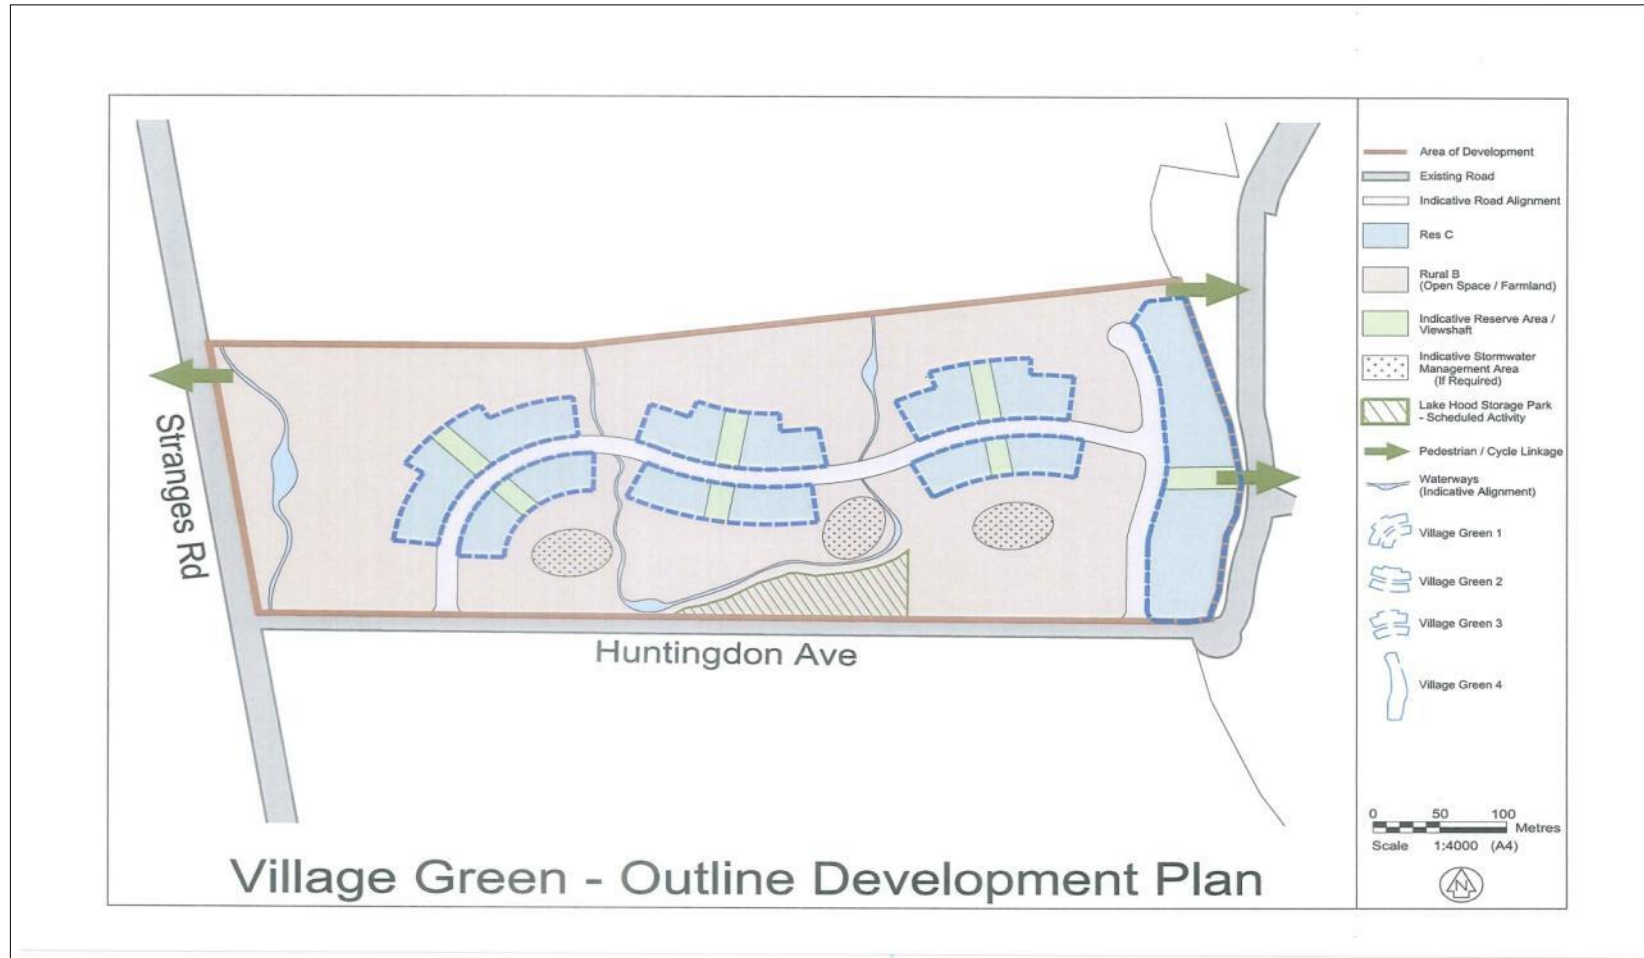 Stranges Rd
Huntingdon Ave
Village Green - Outline Development Plan
Area of Development
Existing Road
Indicative Road Alignment
Res C
Rural B
(Open Space / Farmland)
Indicative Reserve Area /
Viewshaft
Indicative Stormwater
Management Area
(If Required)
Lake Hood Storage Park
- Scheduled Activity
Pedestrian / Cycle Linkage
Waterways
(Indicative Alignment)
Village Green 1
Village Green 2
Village Green 3
Village Green 4
0 50 100
Metres
Scale 1:4000 (A4)
N